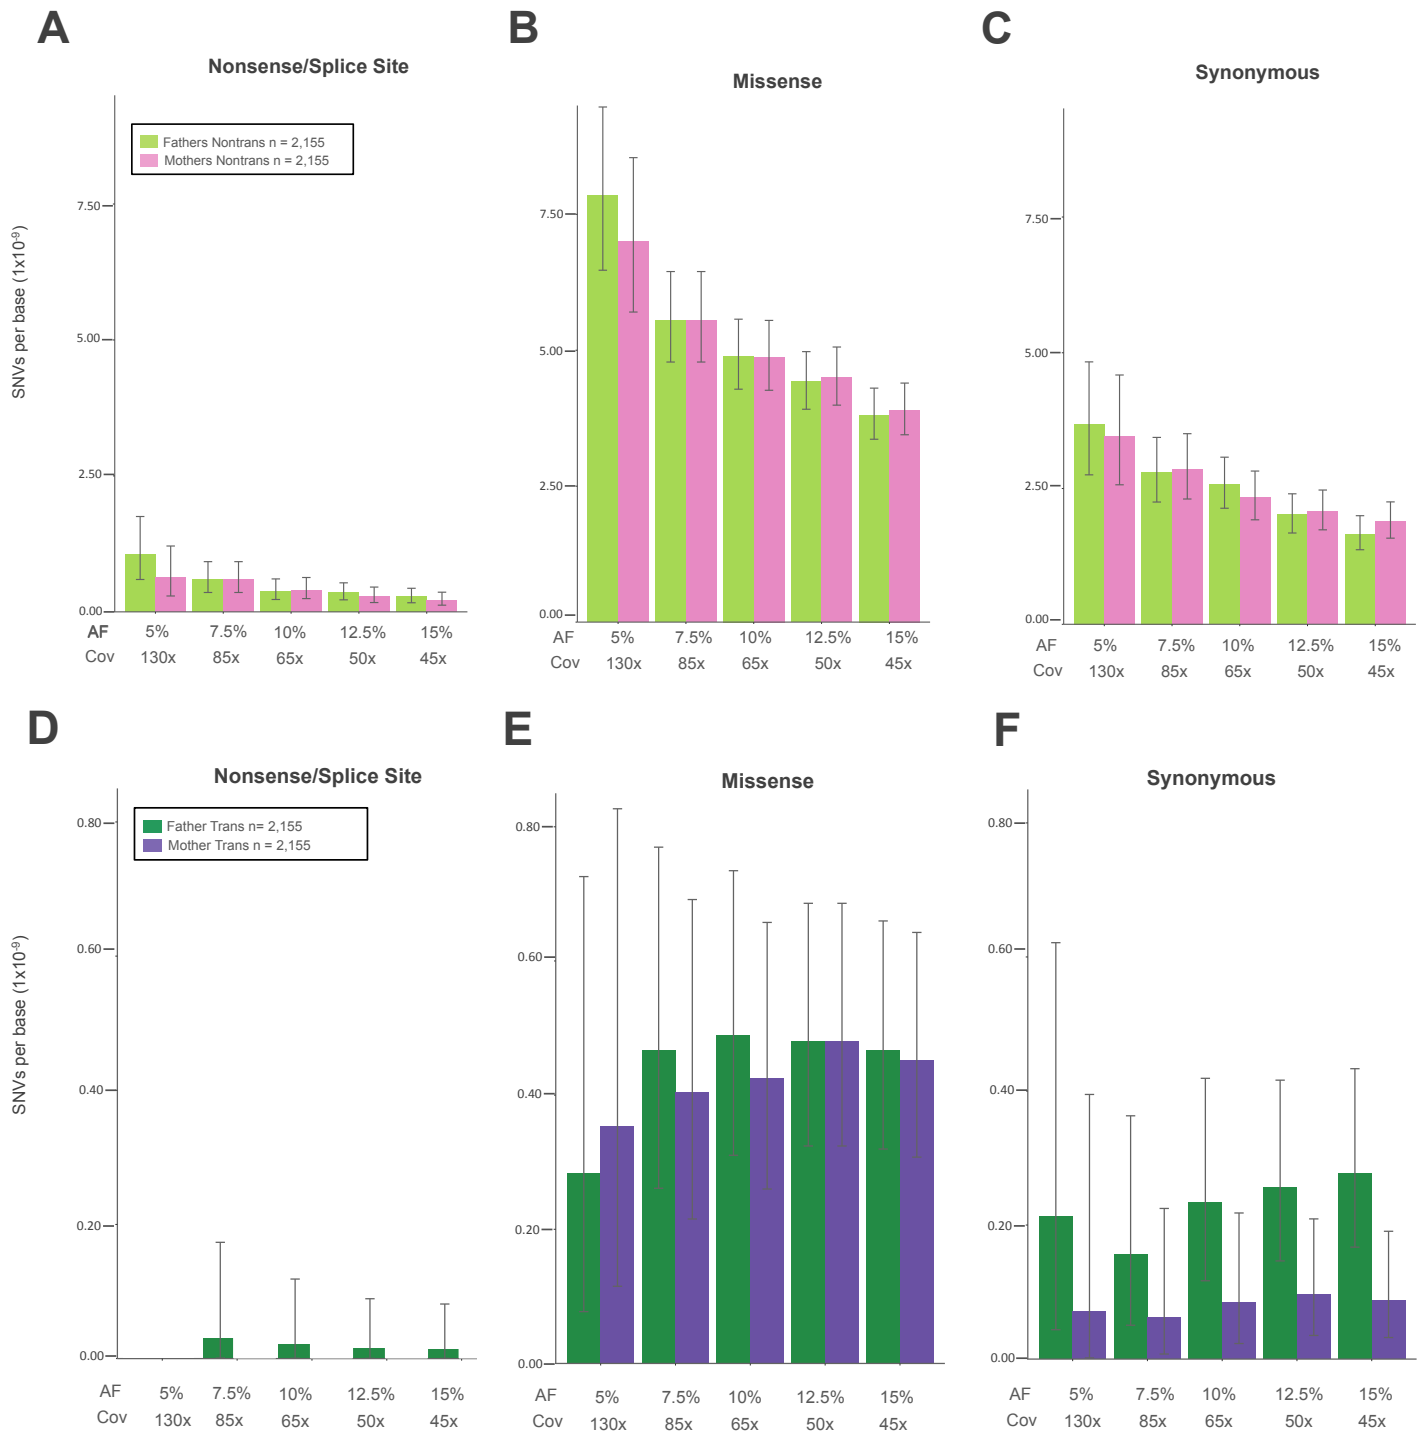 A
Nonsense/Splice Site
Fathers Nontrans n = 2,155
Mothers Nontrans n = 2,155
SNVs per base (1x10⁻⁹)
7.50
5.00
2.50
0.00
AF 5% 7.5% 10% 12.5% 15%
Cov 130x 85x 65x 50x 45x
B
Missense
7.50
5.00
2.50
0.00
AF 5% 7.5% 10% 12.5% 15%
Cov 130x 85x 65x 50x 45x
C
Synonymous
7.50
5.00
2.50
0.00
AF 5% 7.5% 10% 12.5% 15%
Cov 130x 85x 65x 50x 45x
D
Nonsense/Splice Site
Father Trans n= 2,155
Mother Trans n = 2,155
SNVs per base (1x10⁻⁹)
0.80
0.60
0.40
0.20
0.00
AF 5% 7.5% 10% 12.5% 15%
Cov 130x 85x 65x 50x 45x
E
Missense
0.80
0.60
0.40
0.20
0.00
AF 5% 7.5% 10% 12.5% 15%
Cov 130x 85x 65x 50x 45x
F
Synonymous
0.80
0.60
0.40
0.20
0.00
AF 5% 7.5% 10% 12.5% 15%
Cov 130x 85x 65x 50x 45x